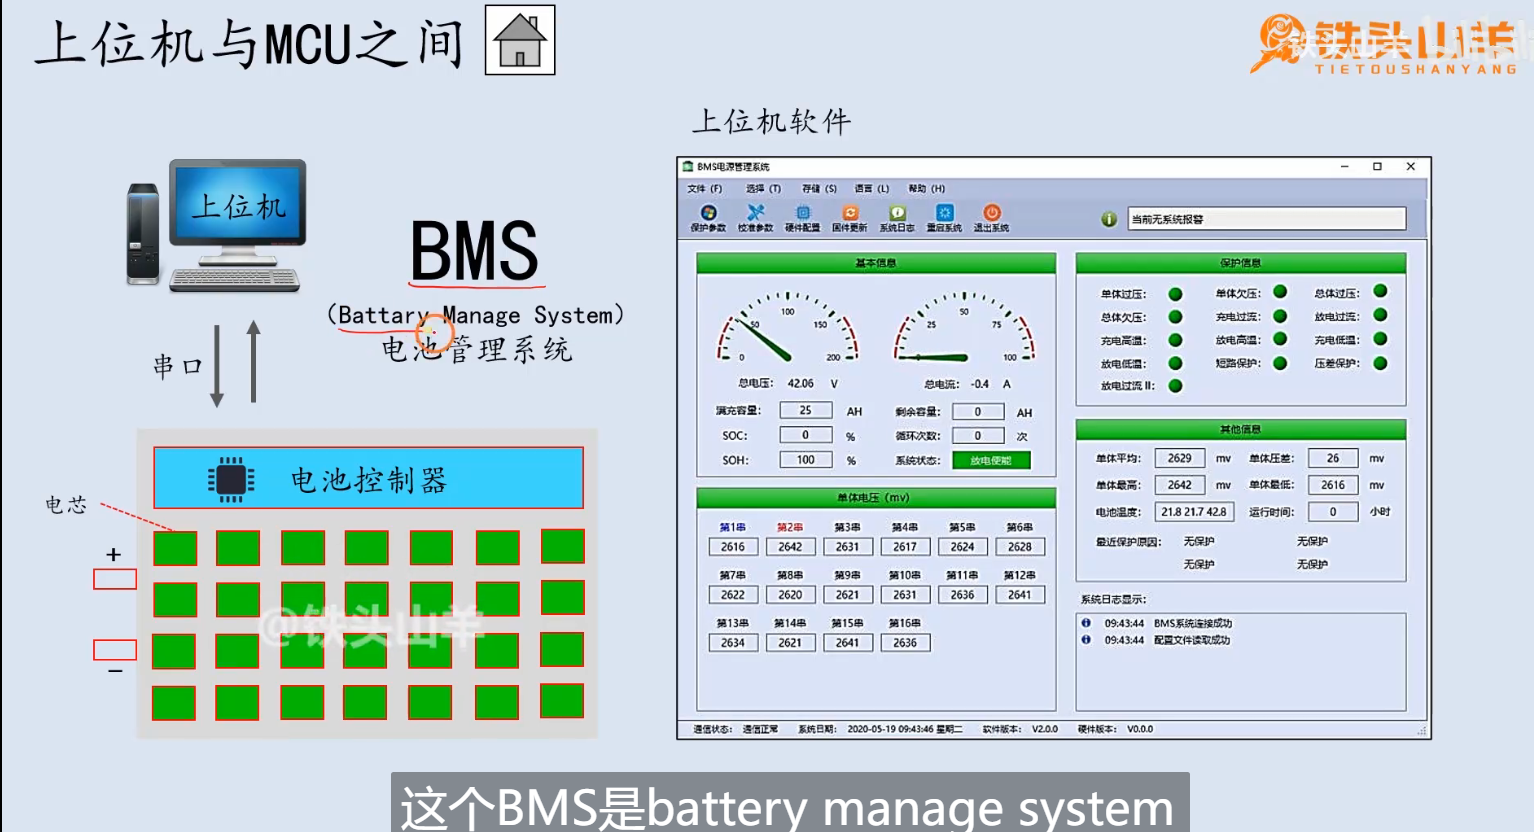 上位机与MCU之间
铁头山羊
TIETOUSHANYANG
上位机软件
上位机
BMS
(Battary Manage System)
电池管理系统
串口
电池控制器
电芯
+
−
@铁头山羊
BMS电源管理系统
文件 (F) 选择 (T) 存储 (S) 语言 (L) 帮助 (H)
保护参数 校准参数 硬件配置 固件更新 系统日志 重启系统 退出系统
当前无系统报警
基本信息
0 50 100 150 200
0 25 50 75 100
总电压: 42.06 V 总电流: -0.4 A
满充容量: 25 AH 剩余容量: 0 AH
SOC: 0 % 循环次数: 0 次
SOH: 100 % 系统状态: 放电使能
单体电压 (mv)
第1串 第2串 第3串 第4串 第5串 第6串
2616 2642 2631 2617 2624 2628
第7串 第8串 第9串 第10串 第11串 第12串
2622 2620 2621 2631 2636 2641
第13串 第14串 第15串 第16串
2634 2621 2641 2636
保护信息
单体过压: 单体欠压: 总体过压:
总体欠压: 充电过流: 放电过流:
充电高温: 放电高温: 充电低温:
放电低温: 短路保护: 压差保护:
放电过流 II:
其他信息
单体平均: 2629 mv 单体压差: 26 mv
单体最高: 2642 mv 单体最低: 2616 mv
电池温度: 21.8 21.7 42.8 运行时间: 0 小时
最近保护原因: 无保护 无保护
无保护 无保护
系统日志显示:
09:43:44 BMS系统连接成功
09:43:44 配置文件读取成功
通信状态: 通信正常 系统日期: 2020-05-19 09:43:46 星期二 软件版本: V2.0.0 硬件版本: V0.0.0
这个BMS是battery manage system